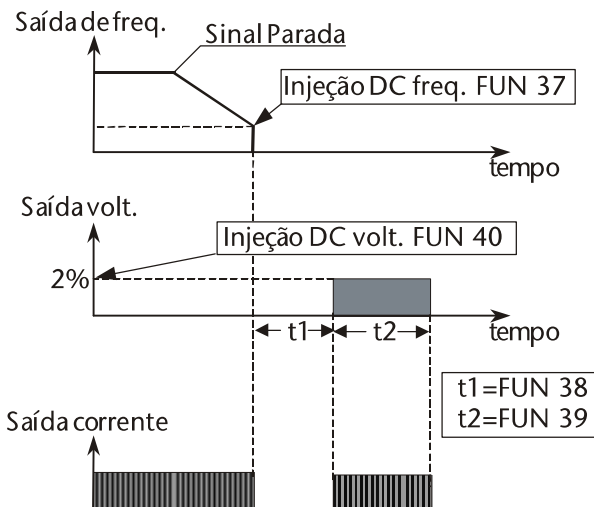 Saída de freq.
Sinal Parada
Injeção DC freq. FUN 37
tempo
Saída volt.
Injeção DC volt. FUN 40
2%
t1
t2
tempo
t1=FUN 38
t2=FUN 39
Saída corrente